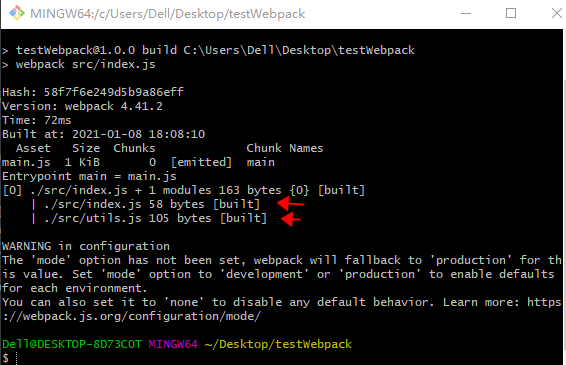 MINGW64:/c/Users/Dell/Desktop/testWebpack
> testWebpack@1.0.0 build C:\Users\Dell\Desktop\testWebpack
> webpack src/index.js
Hash: 58f7f6e249d5b9a86eff
Version: webpack 4.41.2
Time: 72ms
Built at: 2021-01-08 18:08:10
Asset Size Chunks Chunk Names
main.js 1 KiB 0 [emitted] main
Entrypoint main = main.js
[0] ./src/index.js + 1 modules 163 bytes {0} [built]
| ./src/index.js 58 bytes [built]
| ./src/utils.js 105 bytes [built]
WARNING in configuration
The 'mode' option has not been set, webpack will fallback to 'production' for th
is value. Set 'mode' option to 'development' or 'production' to enable defaults
for each environment.
You can also set it to 'none' to disable any default behavior. Learn more: https
://webpack.js.org/configuration/mode/
Dell@DESKTOP-8D73COT MINGW64 ~/Desktop/testWebpack
$